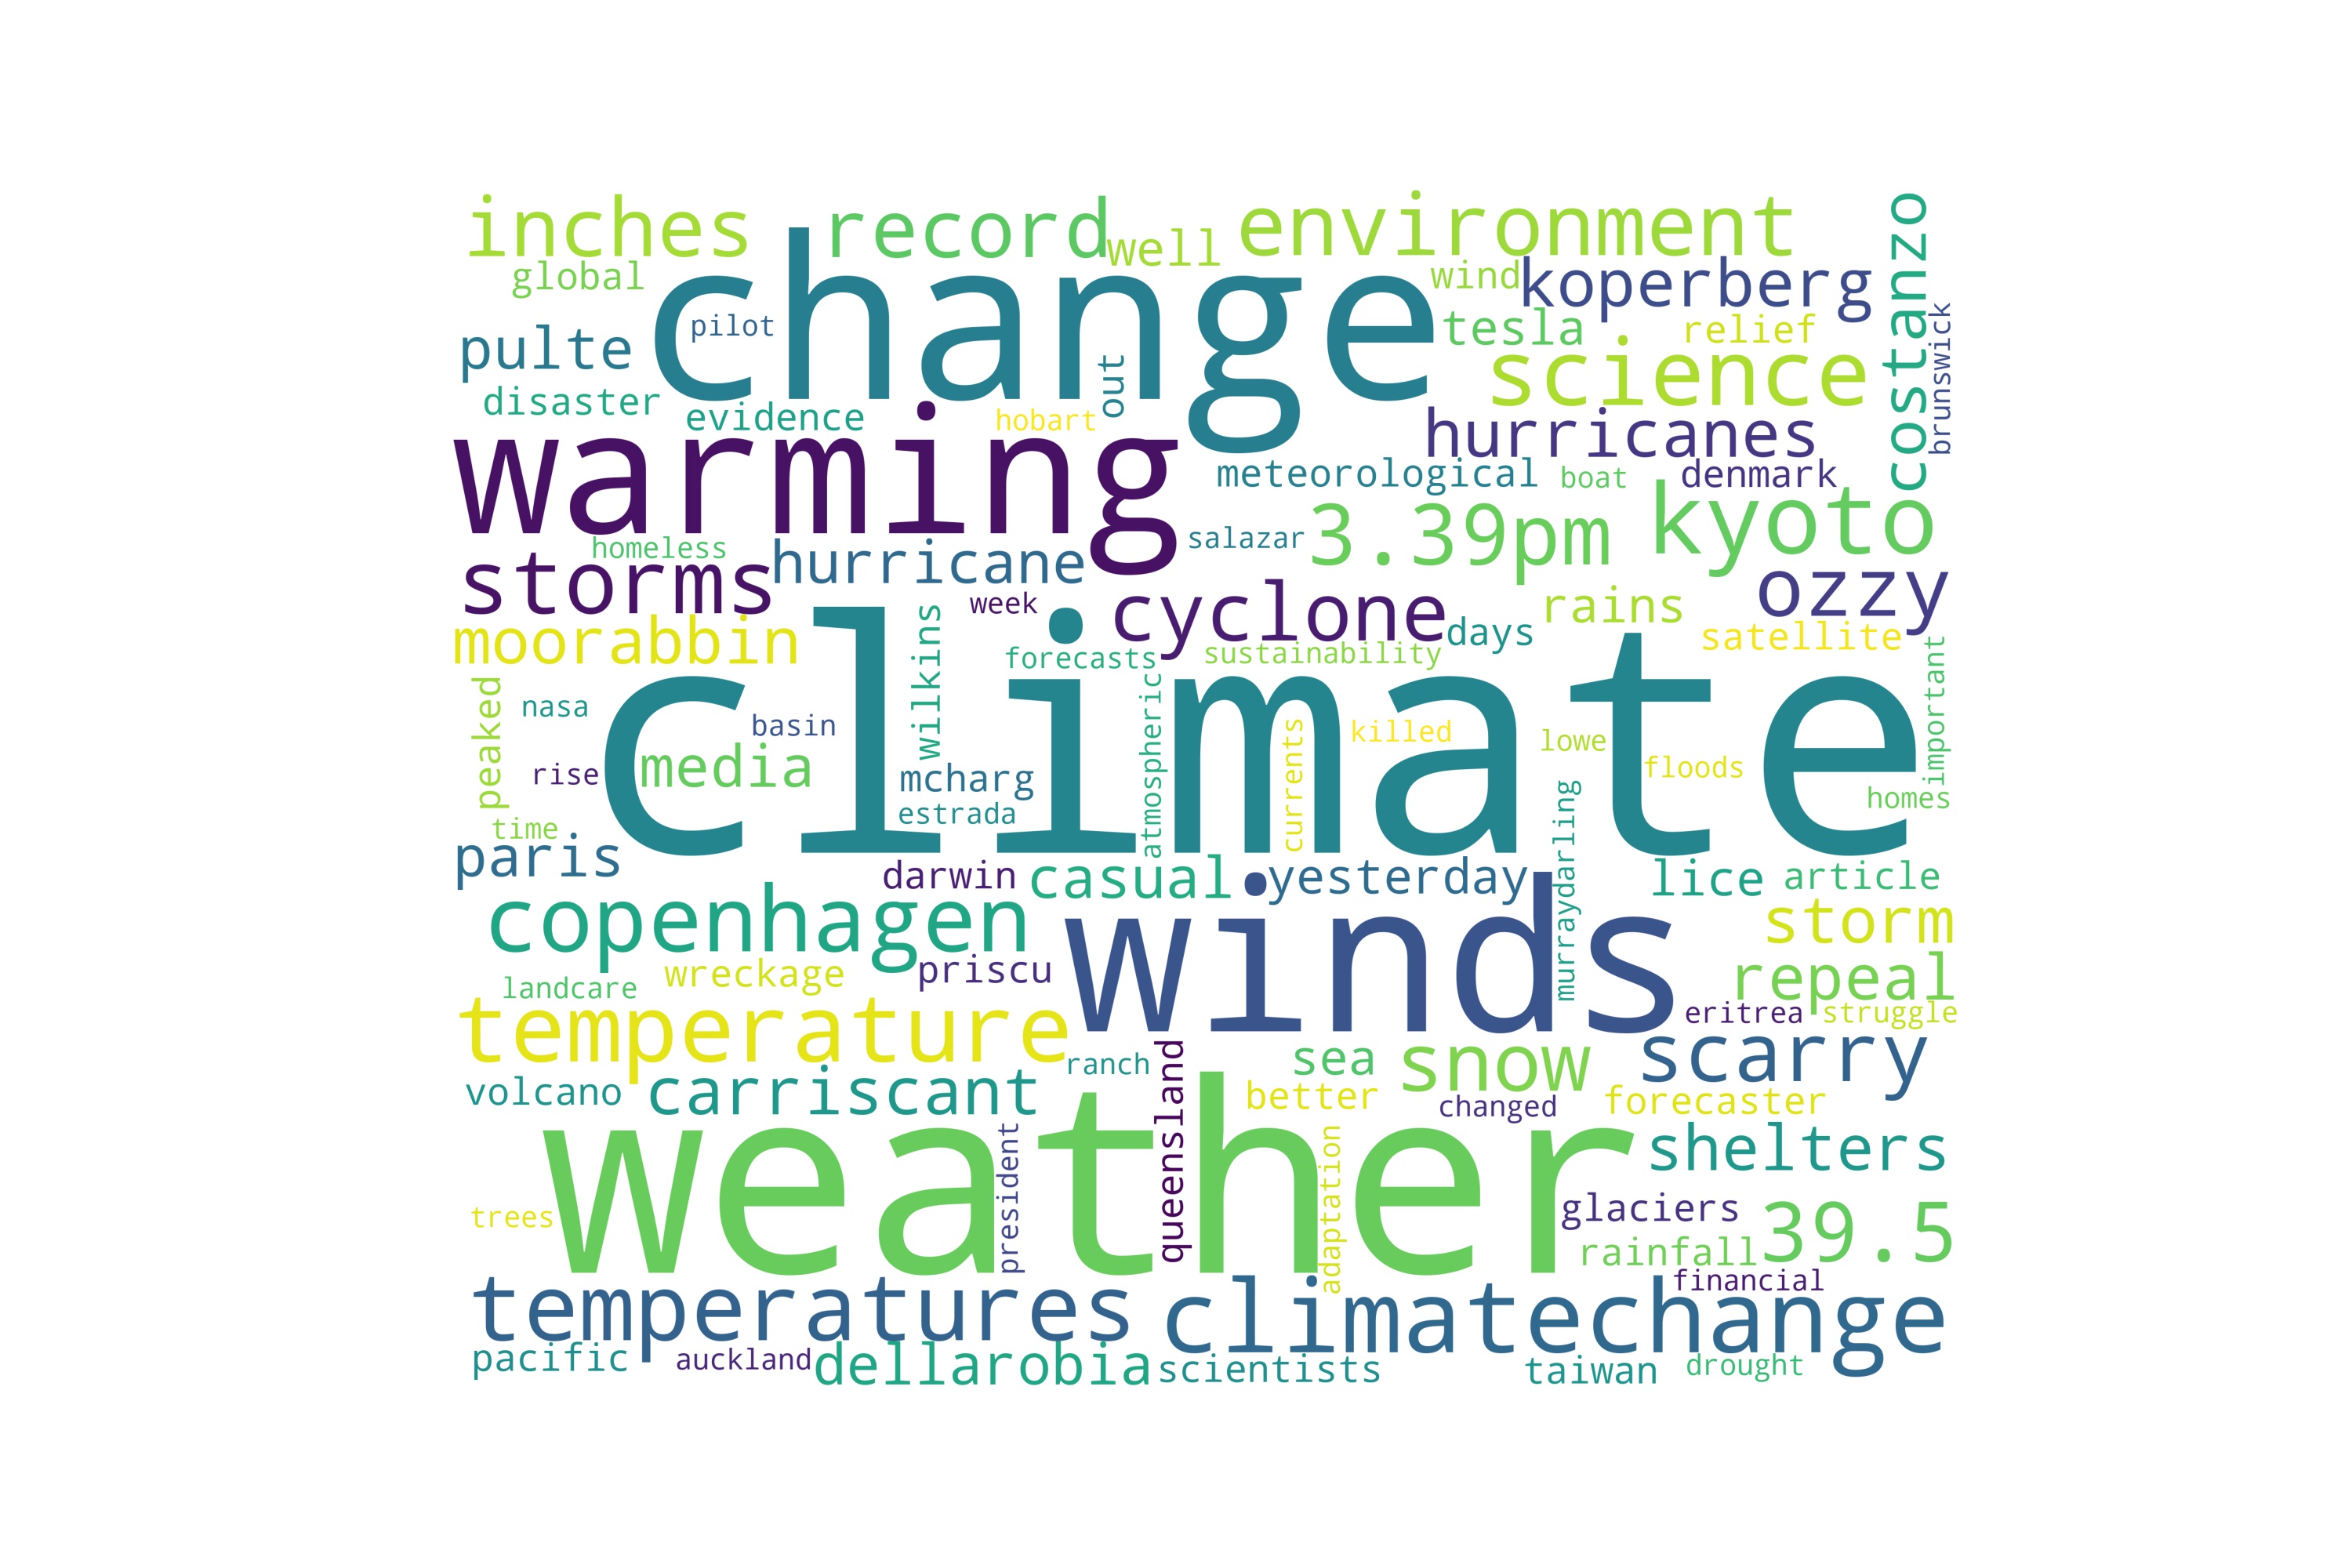 inches record environment costanzo
well
global change wind koperberg
pilot tesla relief brunswick
pulte out science
disaster evidence hobart hurricanes
warming meteorological boat denmark
salazar 3.39pm kyoto
homeless hurricane
storms week cyclone rains ozzy
moorabbin wilkins days satellite
forecasts sustainability important
climate
peaked nasa basin atmospheric currents killed lowe
rise media mcharg floods
estrada murraydarling homes
time
paris darwin casual yesterday lice article
copenhagen winds storm
landcare wreckage priscu repeal
temperature eritrea struggle
ranch queensland sea snow scarry
volcano carriscant better changed forecaster
weather president adaptation shelters
trees glaciers 39.5
rainfall
temperatures climatechange financial
pacific auckland dellarobia scientists taiwan drought